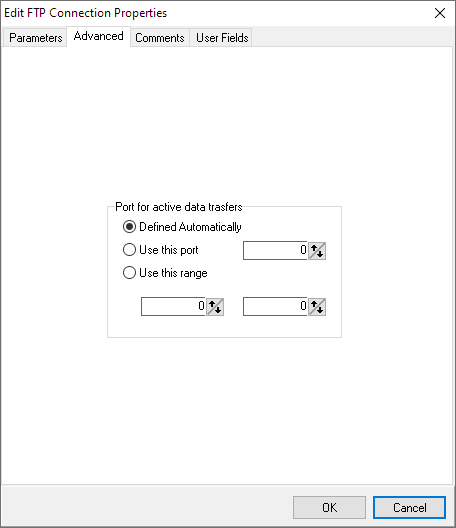 Edit FTP Connection Properties
Parameters Advanced Comments User Fields
Port for active data trasfers
Defined Automatically
Use this port 0
Use this range
0 0
OK Cancel